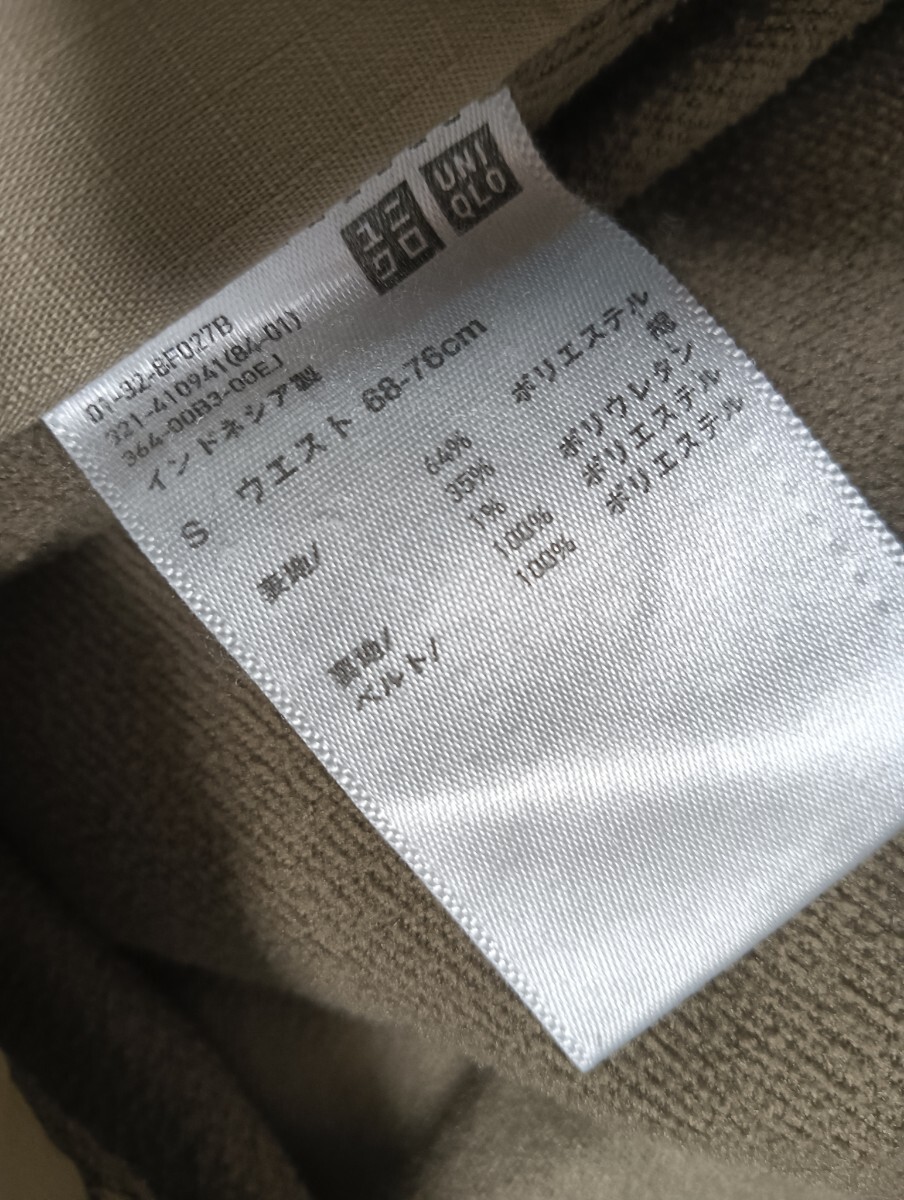 ユニクロ UNIQLO
01-32-8F027B
321-410941(84-01)
364-00B3-00EJ
インドネシア製
S ウエスト 68-76cm
表地/ 64% ポリエステル
35% 綿
1% ポリウレタン
裏地/ 100% ポリエステル
ベルト/ 100% ポリエステル